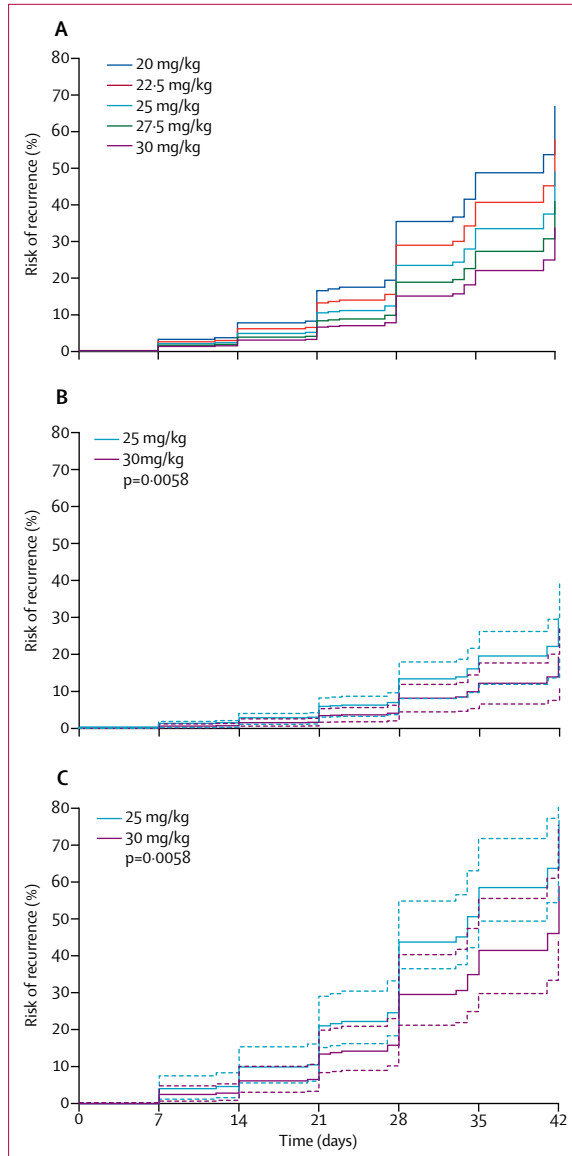 A
20 mg/kg
22·5 mg/kg
25 mg/kg
27·5 mg/kg
30 mg/kg
Risk of recurrence (%)
80
70
60
50
40
30
20
10
0
B
25 mg/kg
30mg/kg
p=0·0058
Risk of recurrence (%)
80
70
60
50
40
30
20
10
0
C
25 mg/kg
30 mg/kg
p=0·0058
Risk of recurrence (%)
80
70
60
50
40
30
20
10
0
0 7 14 21 28 35 42
Time (days)